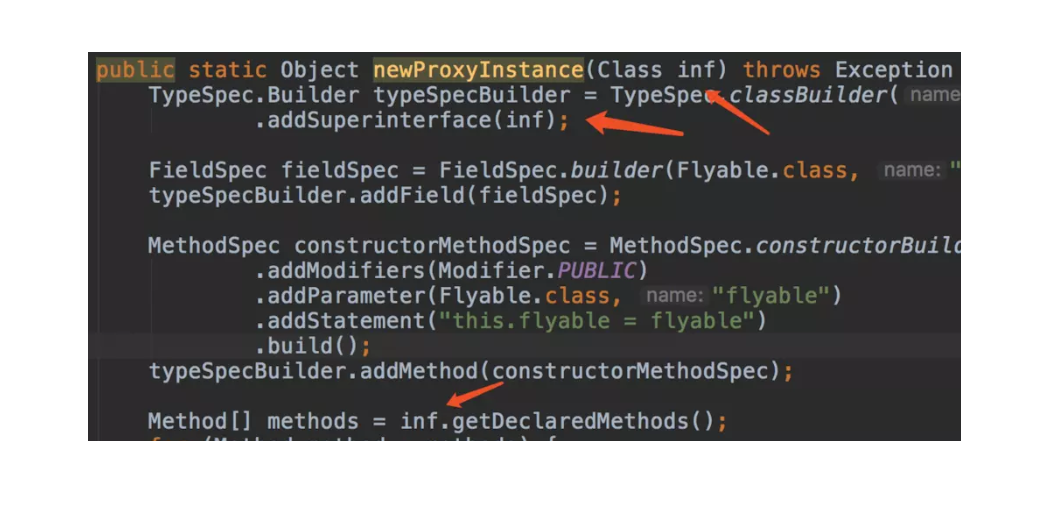 public static Object newProxyInstance(Class inf) throws Exception
TypeSpec.Builder typeSpecBuilder = TypeSpec.classBuilder( name
.addSuperinterface(inf);
FieldSpec fieldSpec = FieldSpec.builder(Flyable.class, name: "
typeSpecBuilder.addField(fieldSpec);
MethodSpec constructorMethodSpec = MethodSpec.constructorBuild
.addModifiers(Modifier.PUBLIC)
.addParameter(Flyable.class, name: "flyable")
.addStatement("this.flyable = flyable")
.build();
typeSpecBuilder.addMethod(constructorMethodSpec);
Method[] methods = inf.getDeclaredMethods();